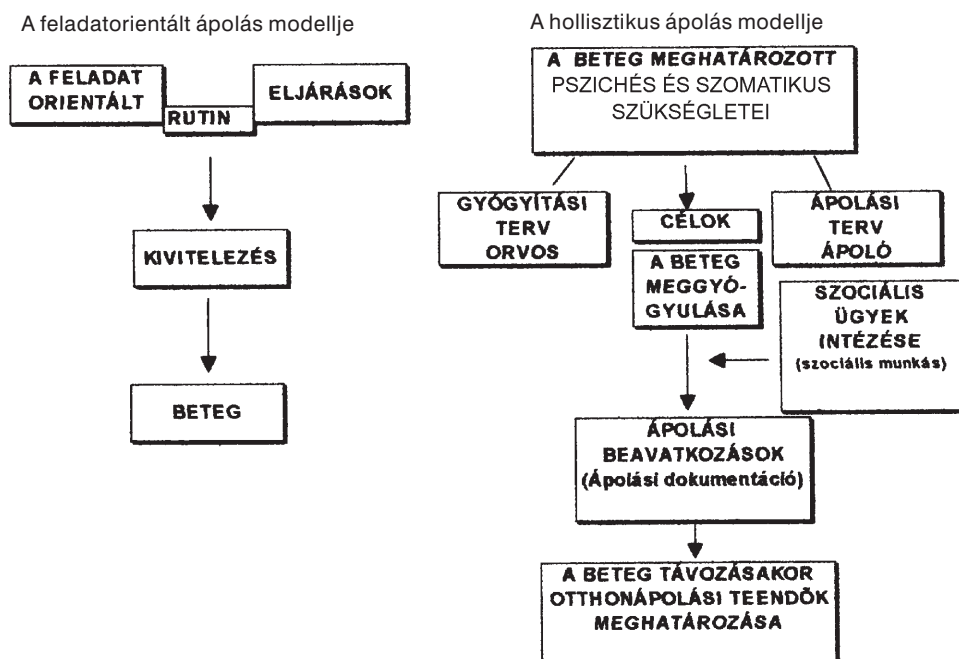 A feladatorientált ápolás modellje
A FELADAT
ORIENTÁLT
RUTIN
ELJÁRÁSOK
KIVITELEZÉS
BETEG
A hollisztikus ápolás modellje
A BETEG MEGHATÁROZOTT
PSZICHÉS ÉS SZOMATIKUS
SZÜKSÉGLETEI
GYÓGYÍTÁSI
TERV
ORVOS
CÉLOK
A BETEG
MEGGYÓ-
GYULÁSA
ÁPOLÁSI
TERV
ÁPOLÓ
SZOCIÁLIS
ÜGYEK
INTÉZÉSE
(szociális munkás)
ÁPOLÁSI
BEAVATKOZÁSOK
(Ápolási dokumentáció)
A BETEG TÁVOZÁSAKOR
OTTHONÁPOLÁSI TEENDÕK
MEGHATÁROZÁSA